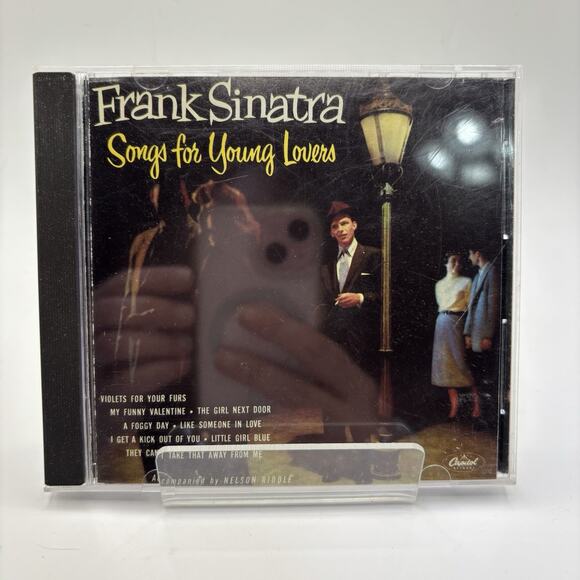 Frank Sinatra
Songs for Young Lovers
VIOLETS FOR YOUR FURS
MY FUNNY VALENTINE • THE GIRL NEXT DOOR
A FOGGY DAY • LIKE SOMEONE IN LOVE
I GET A KICK OUT OF YOU • LITTLE GIRL BLUE
THEY CAN'T TAKE THAT AWAY FROM ME
Accompanied by NELSON RIDDLE
Capitol